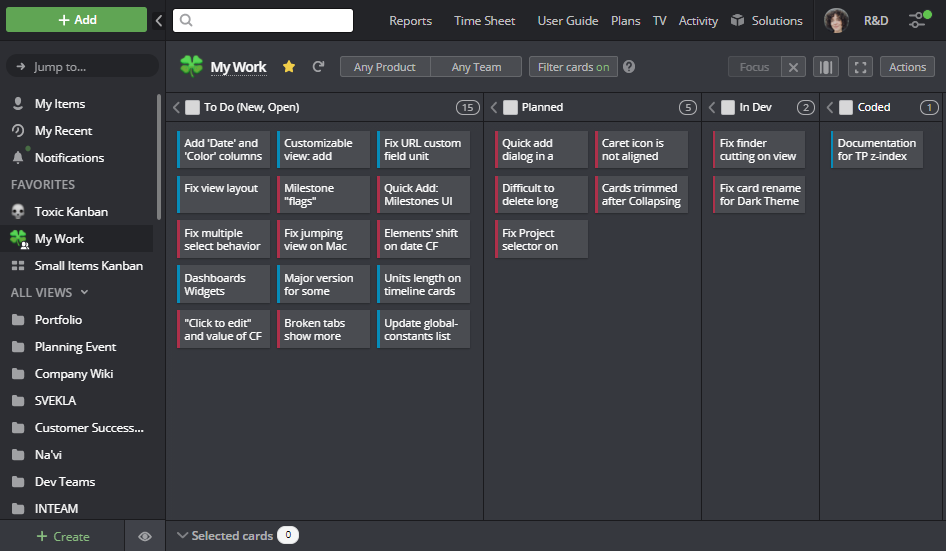 + Add
Reports Time Sheet User Guide Plans TV Activity Solutions R&D
Jump to...
My Items
My Recent
Notifications
FAVORITES
Toxic Kanban
My Work
Small Items Kanban
ALL VIEWS
Portfolio
Planning Event
Company Wiki
SVEKLA
Customer Success...
Na'vi
Dev Teams
INTEAM
+ Create
My Work Any Product Any Team Filter cards on ? Focus Actions
To Do (New, Open) 15
Add 'Date' and
'Color' columns
Customizable
view: add
Fix URL custom
field unit
Fix view layout
Milestone
"flags"
Quick Add:
Milestones UI
Fix multiple
select behavior
Fix jumping
view on Mac
Elements' shift
on date CF
Dashboards
Widgets
Major version
for some
Units length on
timeline cards
"Click to edit"
and value of CF
Broken tabs
show more
Update global-
constants list
Planned 5
Quick add
dialog in a
Caret icon is
not aligned
Difficult to
delete long
Cards trimmed
after Collapsing
Fix Project
selector on
In Dev 2
Fix finder
cutting on view
Fix card rename
for Dark Theme
Coded 1
Documentation
for TP z-index
Selected cards 0